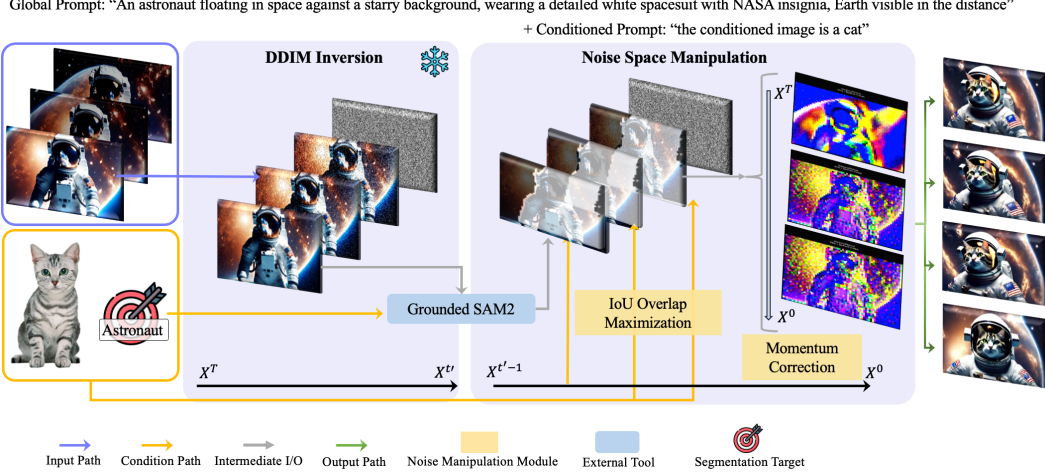 Global Prompt: “An astronaut floating in space against a starry background, wearing a detailed white spacesuit with NASA insignia, Earth visible in the distance”
+ Conditioned Prompt: “the conditioned image is a cat”
DDIM Inversion
Noise Space Manipulation
X^T
X^0
Astronaut
Grounded SAM2
IoU Overlap
Maximization
Momentum
Correction
X^T
X^t′
X^t′−1
X^0
Input Path
Condition Path
Intermediate I/O
Output Path
Noise Manipulation Module
External Tool
Segmentation Target